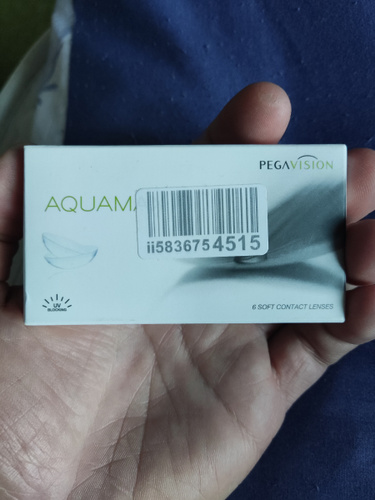 PEGAVISION
AQUAMA
ii5836754515
UV
BLOCKING
6 SOFT CONTACT LENSES